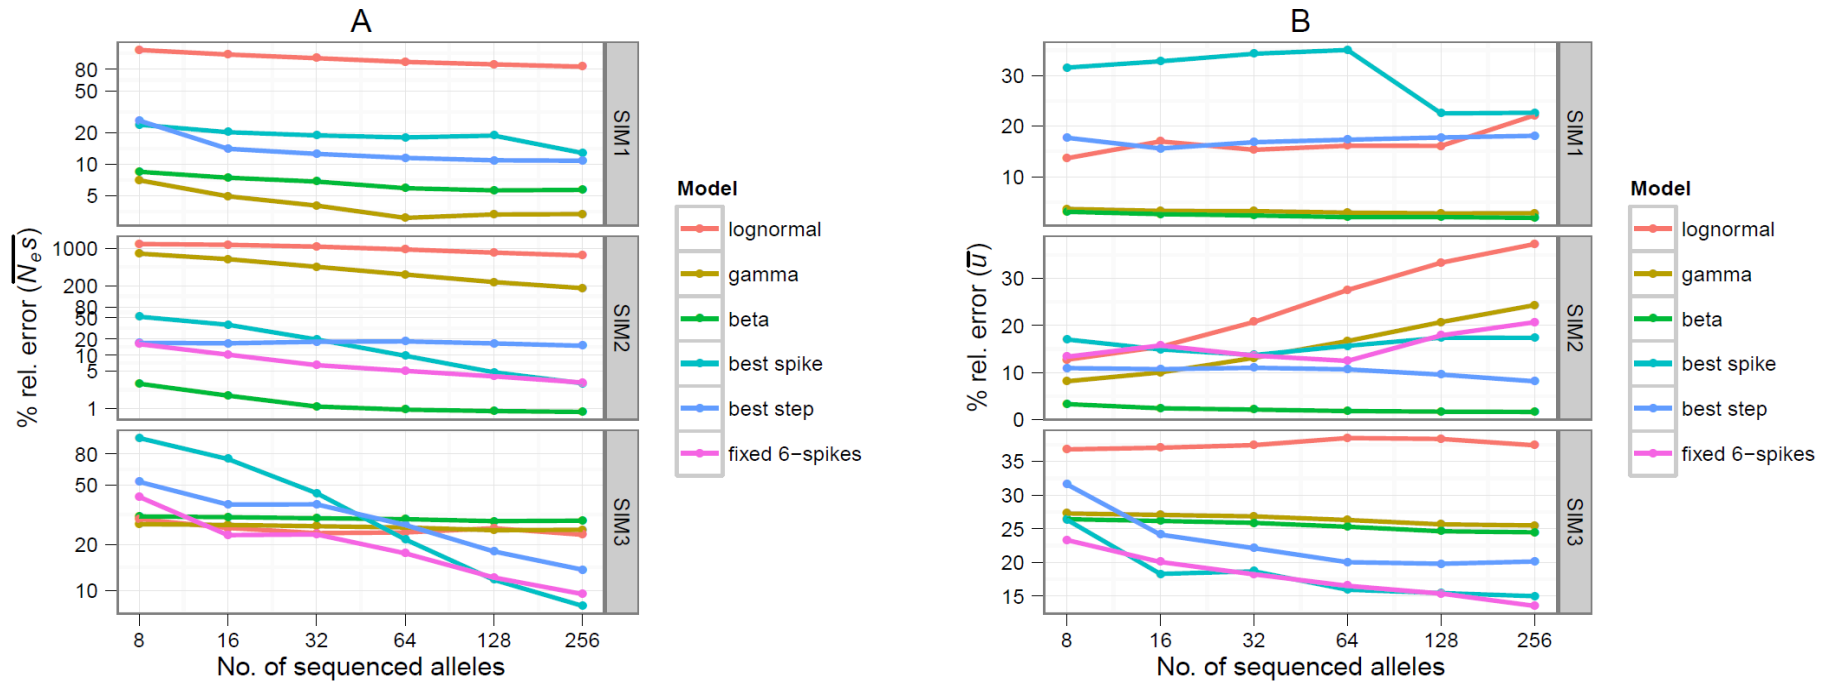 A
% rel. error (N_e s)
80
50
20
10
5
SIM1
1000
200
80
50
20
10
5
1
SIM2
80
50
20
10
SIM3
8 16 32 64 128 256
No. of sequenced alleles
Model
lognormal
gamma
beta
best spike
best step
fixed 6−spikes
B
% rel. error (u)
30
20
10
SIM1
30
20
10
0
SIM2
35
30
25
20
15
SIM3
8 16 32 64 128 256
No. of sequenced alleles
Model
lognormal
gamma
beta
best spike
best step
fixed 6−spikes